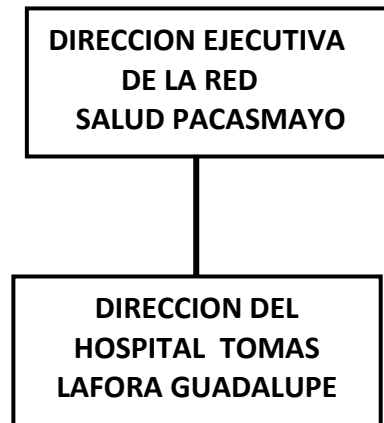 DIRECCION EJECUTIVA
DE LA RED
SALUD PACASMAYO
DIRECCION DEL
HOSPITAL TOMAS
LAFORA GUADALUPE